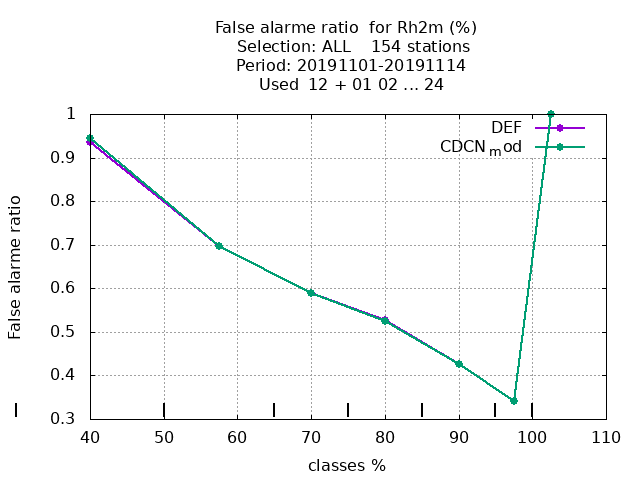 False alarme ratio for Rh2m (%)
Selection: ALL 154 stations
Period: 20191101-20191114
Used 12 + 01 02 ... 24
DEF
CDCNmod
False alarme ratio
1
0.9
0.8
0.7
0.6
0.5
0.4
0.3
40 50 60 70 80 90 100 110
classes %